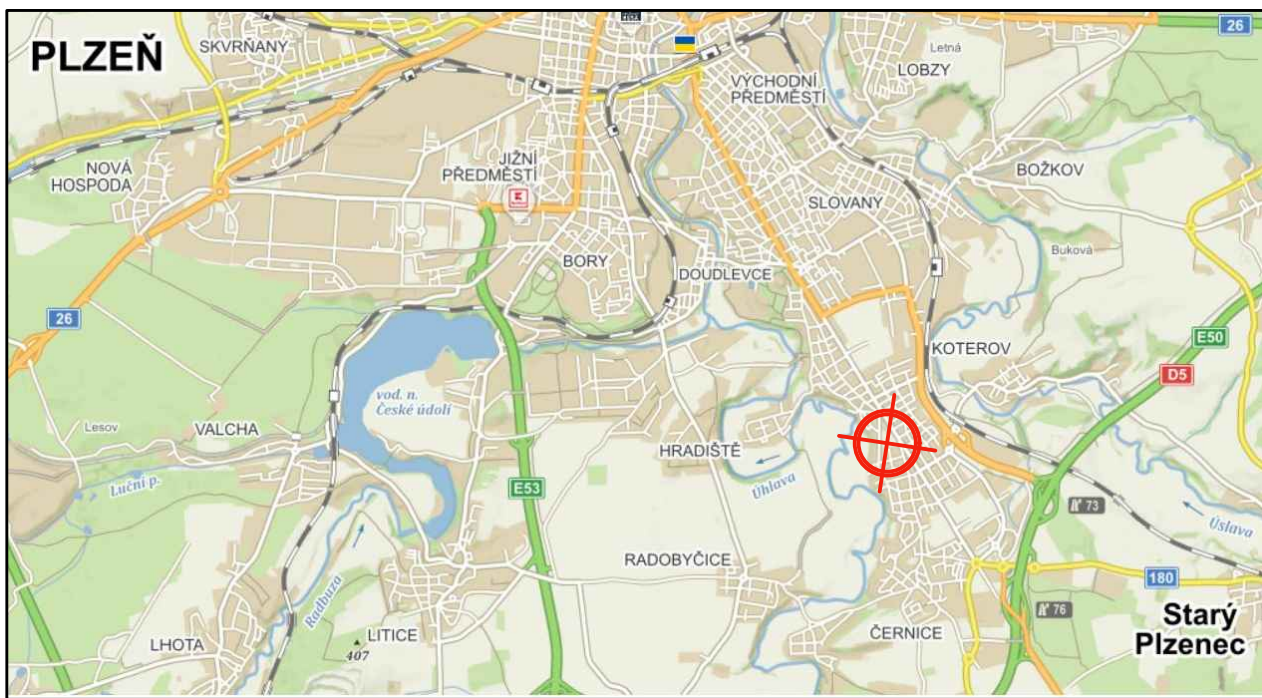 PLZEŇ
SKVRŇANY
26
Letná
LOBZY
VÝCHODNÍ
PŘEDMĚSTÍ
NOVÁ
HOSPODA
JIŽNÍ
PŘEDMĚSTÍ
BOŽKOV
SLOVANY
Buková
BORY
DOUDLEVCE
26
E50
KOTEROV
D5
vod. n.
České údolí
Lesov
VALCHA
HRADIŠTĚ
Luční p.
E53
Úhlava
73
Úslava
RADOBYČICE
180
Radbuza
76
Starý
Plzenec
LHOTA
LITICE
407
ČERNICE